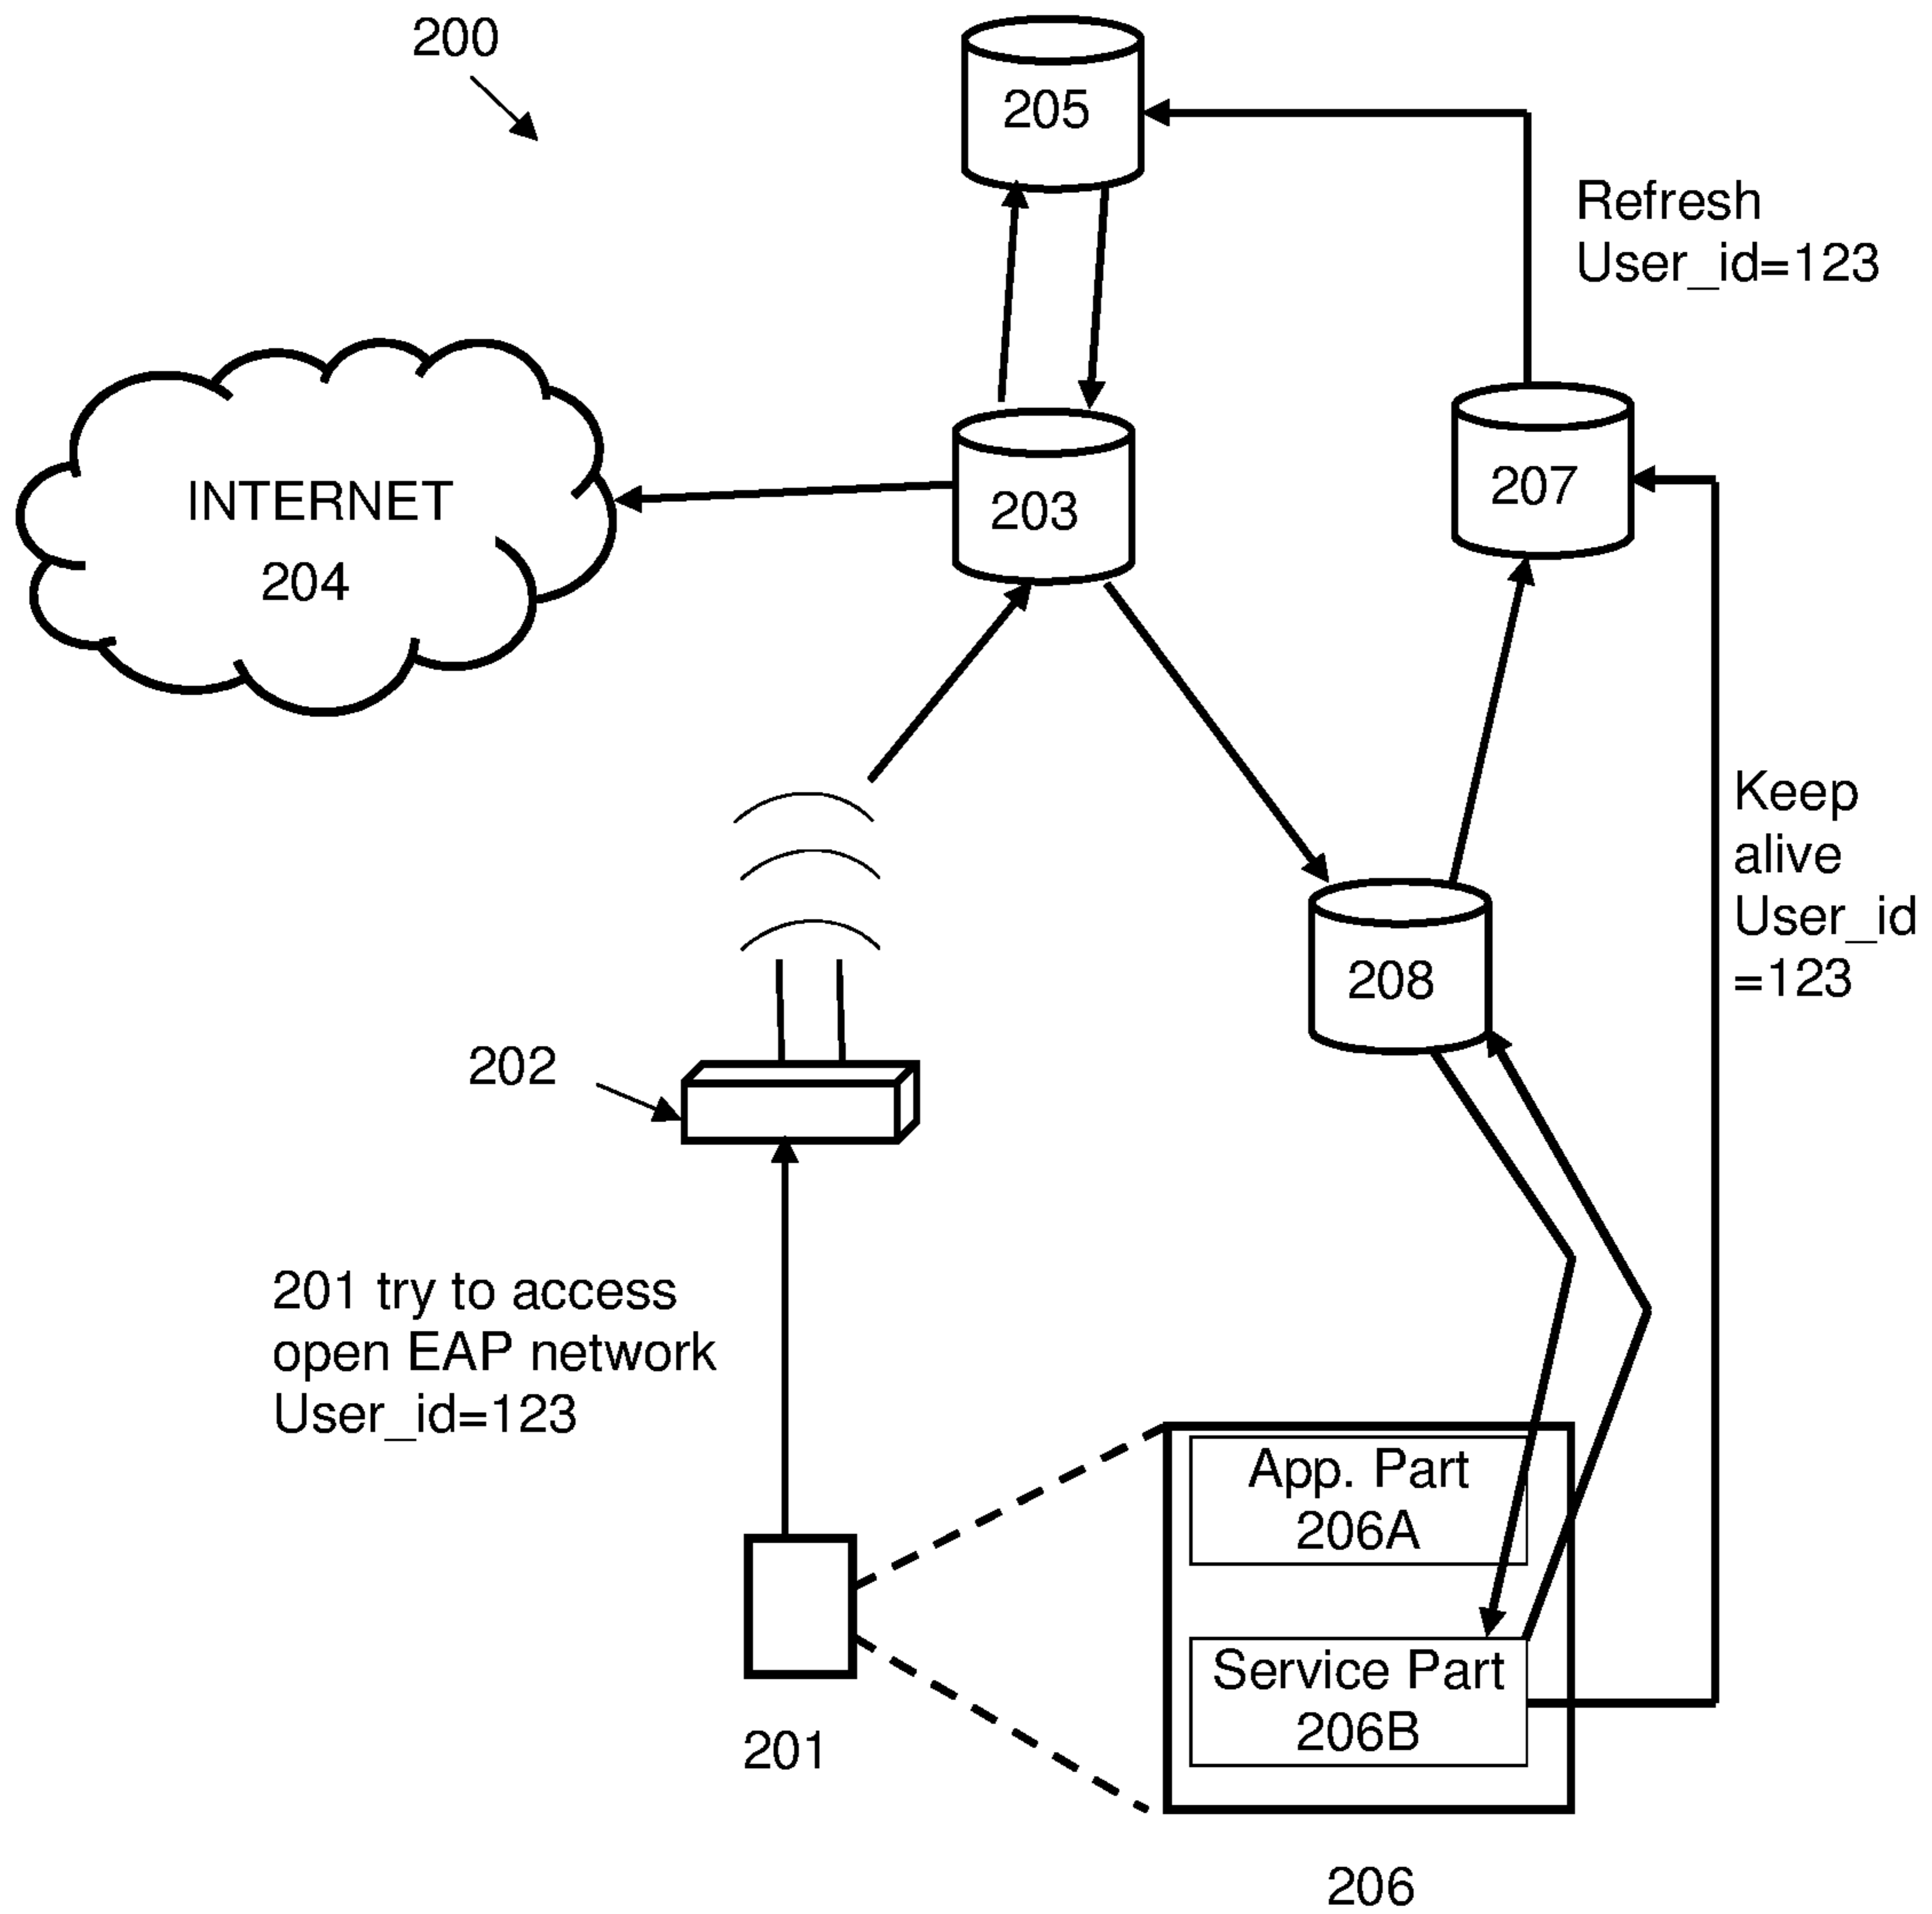 200
205
Refresh
User_id=123
INTERNET
204
203
207
Keep
alive
User_id
=123
208
202
201 try to access
open EAP network
User_id=123
App. Part
206A
Service Part
206B
201
206